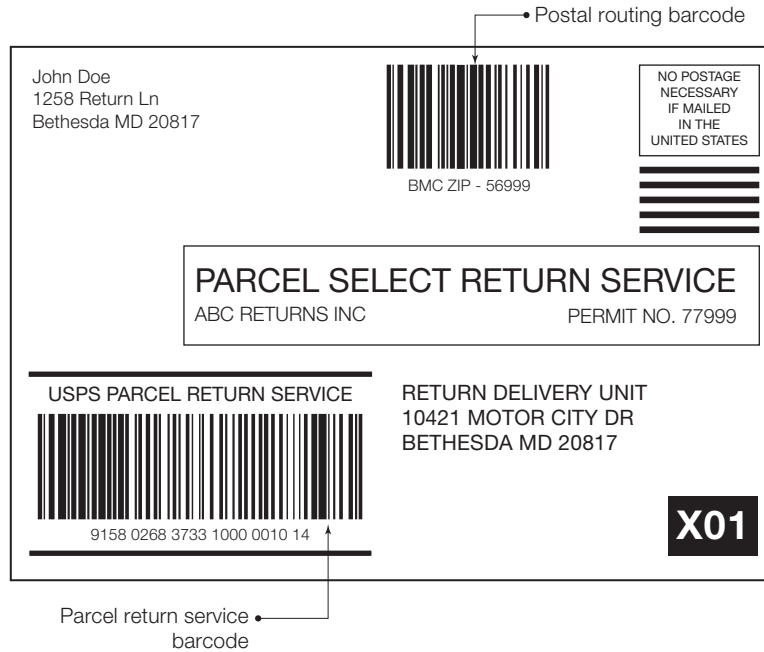 Postal routing barcode
John Doe
1258 Return Ln
Bethesda MD 20817
BMC ZIP - 56999
NO POSTAGE
NECESSARY
IF MAILED
IN THE
UNITED STATES
PARCEL SELECT RETURN SERVICE
ABC RETURNS INC PERMIT NO. 77999
USPS PARCEL RETURN SERVICE
9158 0268 3733 1000 0010 14
RETURN DELIVERY UNIT
10421 MOTOR CITY DR
BETHESDA MD 20817
X01
Parcel return service
barcode